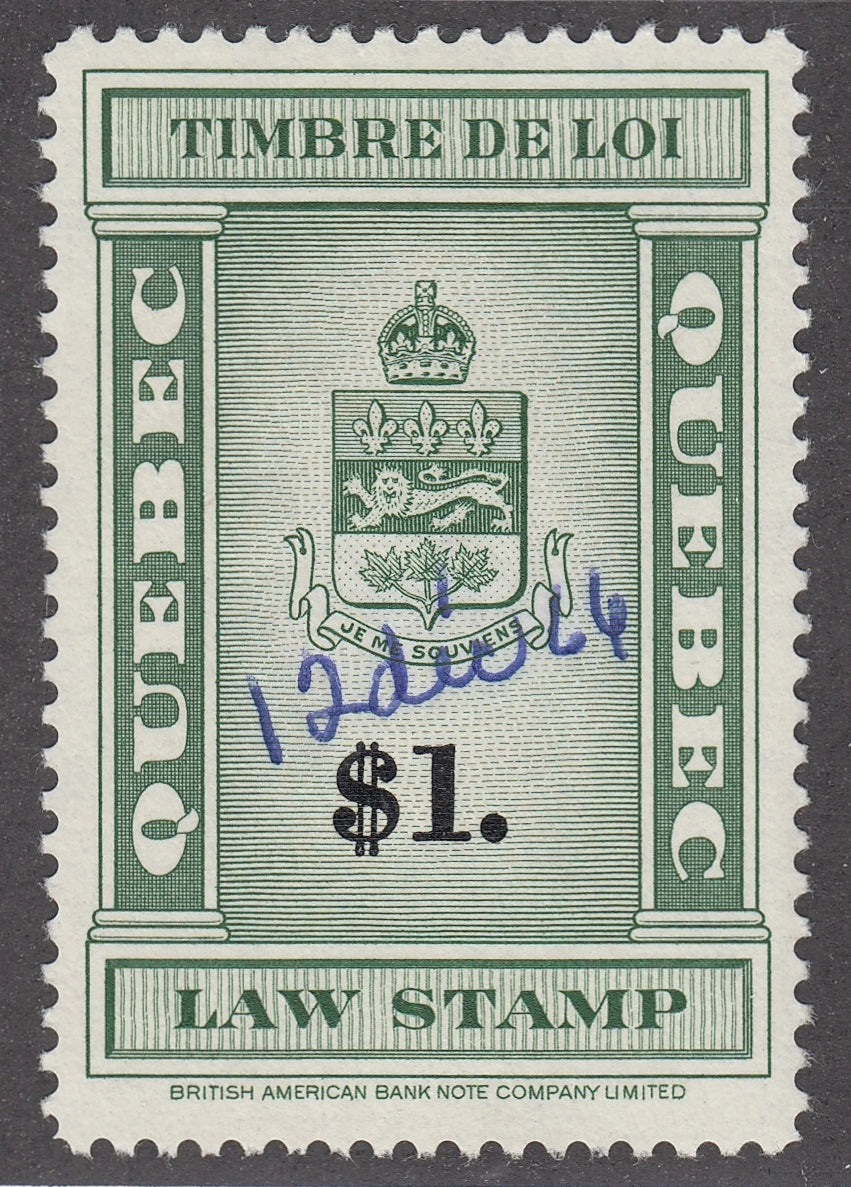 TIMBRE DE LOI
QUEBEC
QUEBEC
JE ME SOUVIENS
$1.
LAW STAMP
BRITISH AMERICAN BANK NOTE COMPANY LIMITED